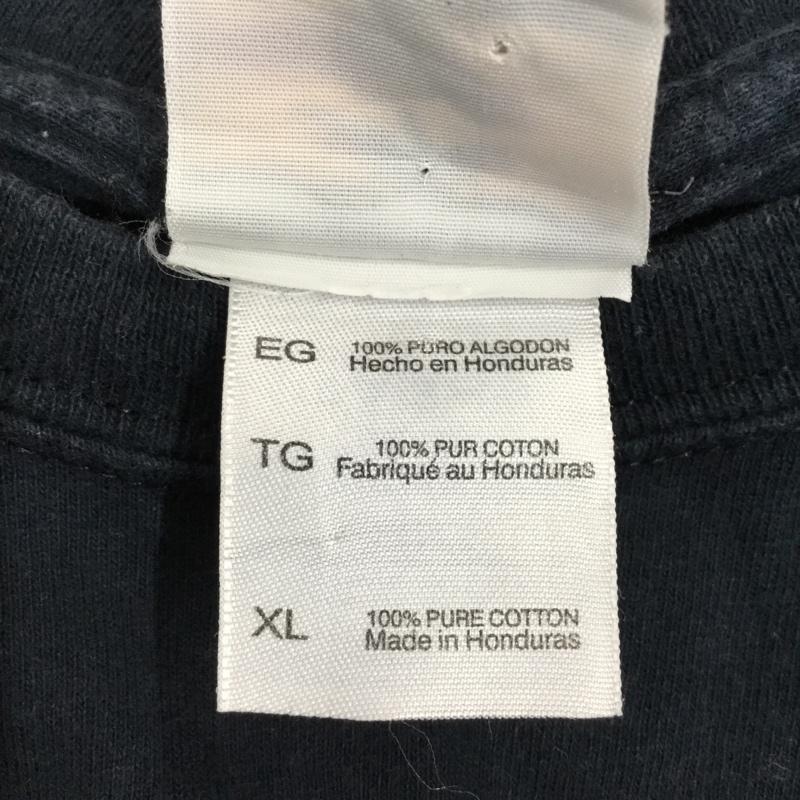 EG 100% PURO ALGODON
Hecho en Honduras
TG 100% PUR COTON
Fabriqué au Honduras
XL 100% PURE COTTON
Made in Honduras